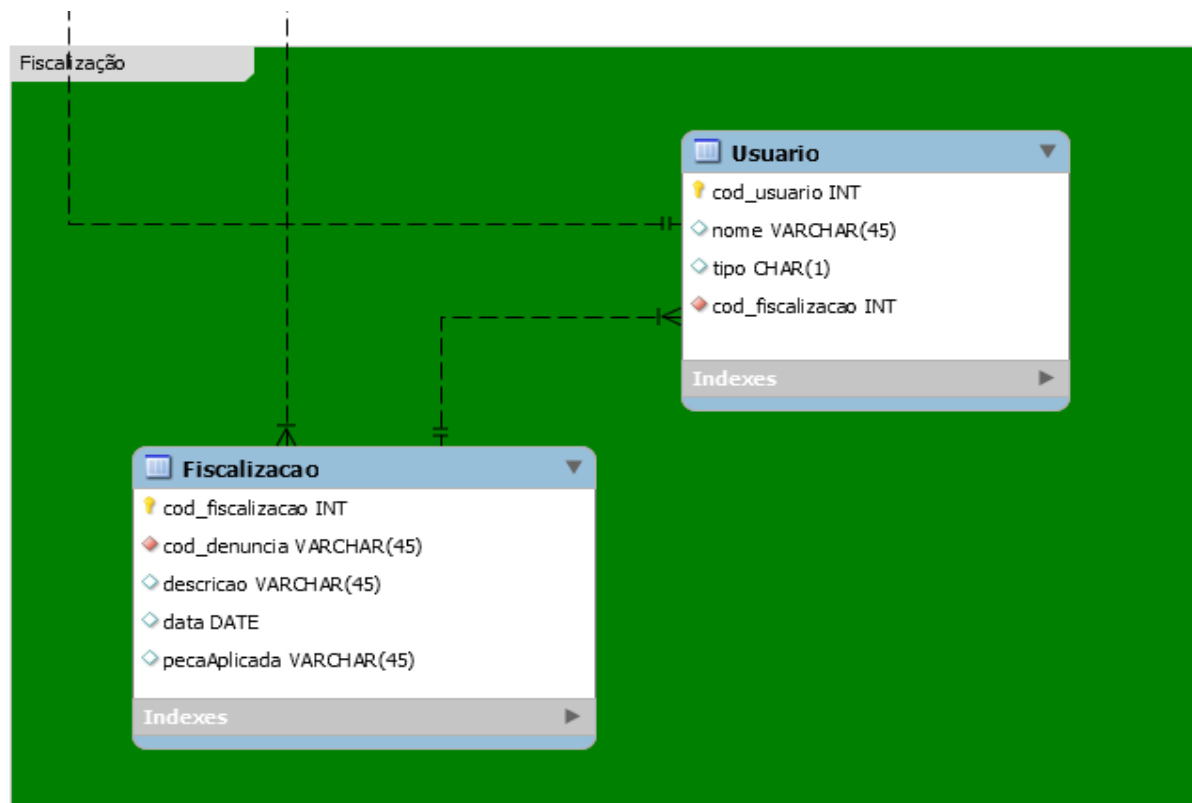 Fiscalização
Usuario
cod_usuario INT
nome VARCHAR(45)
tipo CHAR(1)
cod_fiscalizacao INT
Indexes
Fiscalizacao
cod_fiscalizacao INT
cod_denuncia VARCHAR(45)
descricao VARCHAR(45)
data DATE
pecaAplicada VARCHAR(45)
Indexes